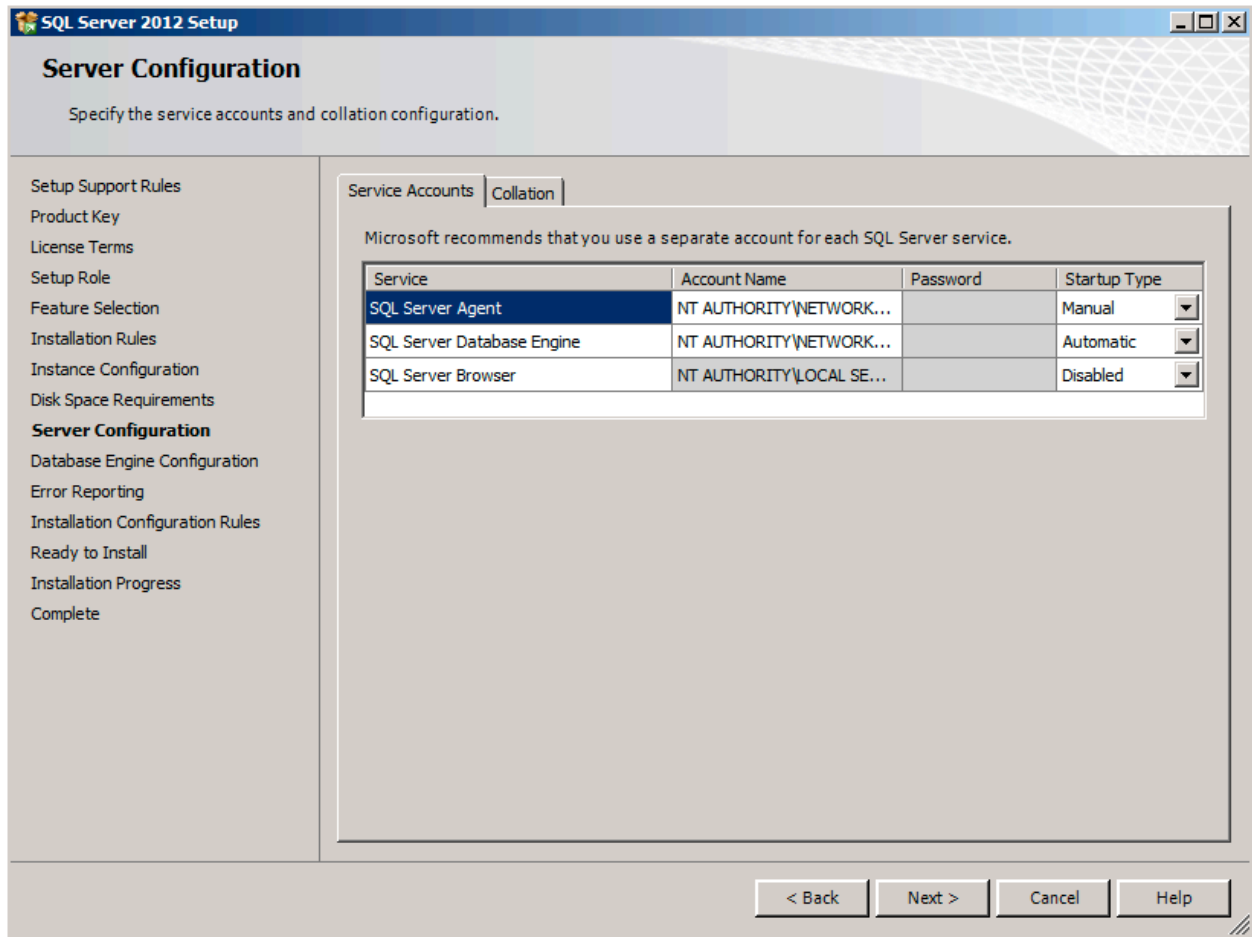 SQL Server 2012 Setup
Server Configuration
Specify the service accounts and collation configuration.
Setup Support Rules
Product Key
License Terms
Setup Role
Feature Selection
Installation Rules
Instance Configuration
Disk Space Requirements
Server Configuration
Database Engine Configuration
Error Reporting
Installation Configuration Rules
Ready to Install
Installation Progress
Complete
Service Accounts Collation
Microsoft recommends that you use a separate account for each SQL Server service.
Service Account Name Password Startup Type
SQL Server Agent NT AUTHORITY\NETWORK... Manual
SQL Server Database Engine NT AUTHORITY\NETWORK... Automatic
SQL Server Browser NT AUTHORITY\LOCAL SE... Disabled
< Back Next > Cancel Help